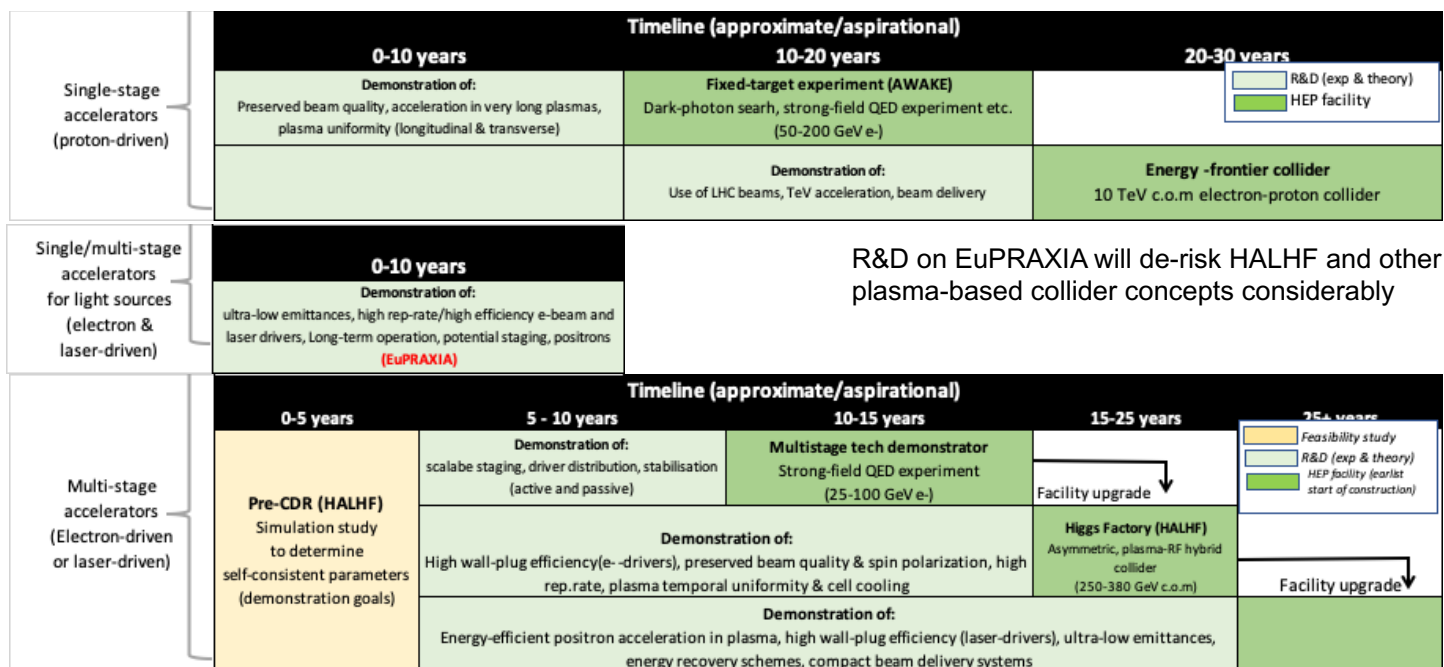 Timeline (approximate/aspirational)
0-10 years
10-20 years
20-30 years
R&D (exp & theory)
HEP facility
Single-stage
accelerators
(proton-driven)
Demonstration of:
Preserved beam quality, acceleration in very long plasmas,
plasma uniformity (longitudinal & transverse)
Fixed-target experiment (AWAKE)
Dark-photon searh, strong-field QED experiment etc.
(50-200 GeV e-)
Demonstration of:
Use of LHC beams, TeV acceleration, beam delivery
Energy -frontier collider
10 TeV c.o.m electron-proton collider
Single/multi-stage
accelerators
for light sources
(electron &
laser-driven)
0-10 years
Demonstration of:
ultra-low emittances, high rep-rate/high efficiency e-beam and
laser drivers, Long-term operation, potential staging, positrons
(EuPRAXIA)
R&D on EuPRAXIA will de-risk HALHF and other
plasma-based collider concepts considerably
Timeline (approximate/aspirational)
0-5 years
5 - 10 years
10-15 years
15-25 years
25+ years
Feasibility study
R&D (exp & theory)
HEP facility (earlist
start of construction)
Multi-stage
accelerators
(Electron-driven
or laser-driven)
Pre-CDR (HALHF)
Simulation study
to determine
self-consistent parameters
(demonstration goals)
Demonstration of:
scalabe staging, driver distribution, stabilisation
(active and passive)
Multistage tech demonstrator
Strong-field QED experiment
(25-100 GeV e-)
Facility upgrade
Demonstration of:
High wall-plug efficiency(e- -drivers), preserved beam quality & spin polarization, high
rep.rate, plasma temporal uniformity & cell cooling
Higgs Factory (HALHF)
Asymmetric, plasma-RF hybrid
collider
(250-380 GeV c.o.m)
Facility upgrade
Demonstration of:
Energy-efficient positron acceleration in plasma, high wall-plug efficiency (laser-drivers), ultra-low emittances,
energy recovery schemes, compact beam delivery systems